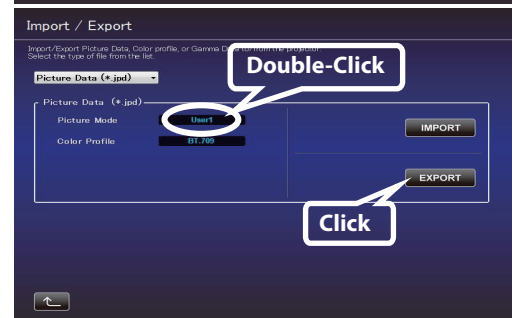 Import / Export
Import/Export Picture Data, Color profile, or Gamma Data to/from the projector.
Select the type of file from the list.
Double-Click
Picture Data (*.jpd)
Picture Data (*.jpd)
Picture Mode User1
IMPORT
Color Profile BT.709
EXPORT
Click